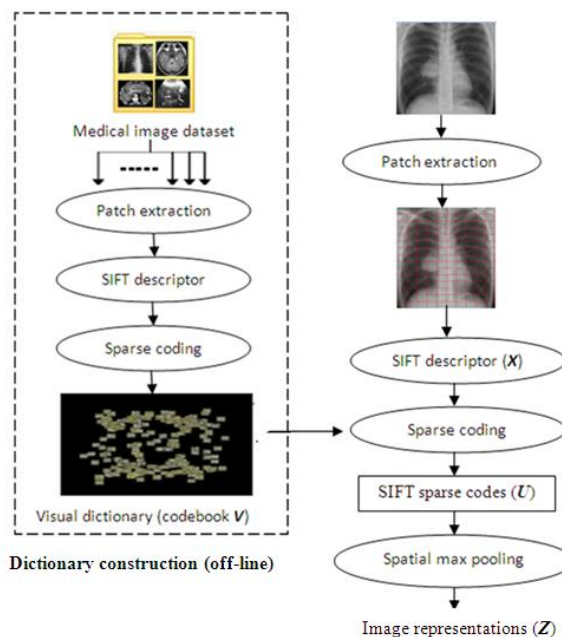 Medical image dataset
Patch extraction
SIFT descriptor
Sparse coding
Visual dictionary (codebook V)
Dictionary construction (off-line)
Patch extraction
SIFT descriptor (X)
Sparse coding
SIFT sparse codes (U)
Spatial max pooling
Image representations (Z)